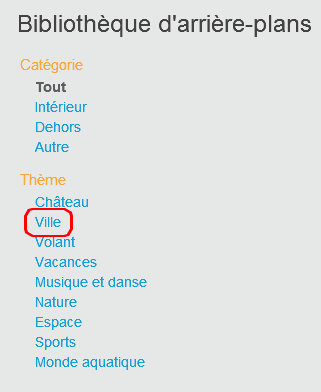 Bibliothèque d'arrière-plans
Catégorie
Tout
Intérieur
Dehors
Autre
Thème
Château
Ville
Volant
Vacances
Musique et danse
Nature
Espace
Sports
Monde aquatique